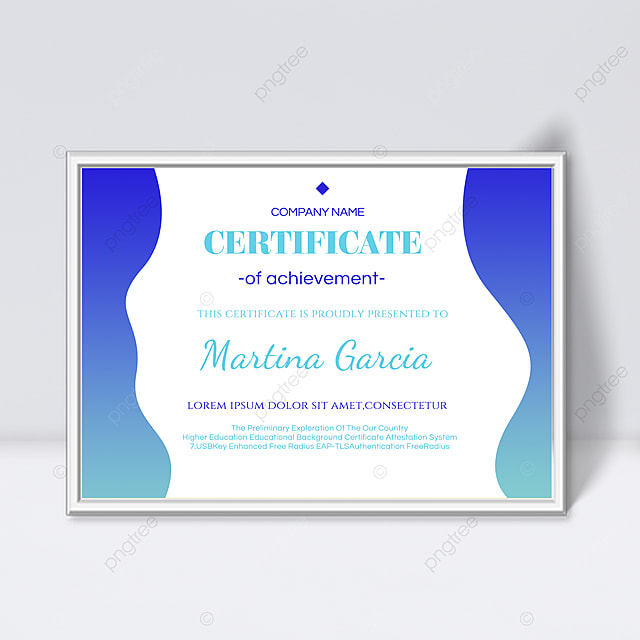 COMPANY NAME
CERTIFICATE
-of achievement-
THIS CERTIFICATE IS PROUDLY PRESENTED TO
Martina Garcia
LOREM IPSUM DOLOR SIT AMET,CONSECTETUR
The Preliminary Exploration Of The Our Country
Higher Education Educational Background Certificate Attestation System
7.USBKey Enhanced Free Radius EAP-TLSAuthentication FreeRadius
pngtree